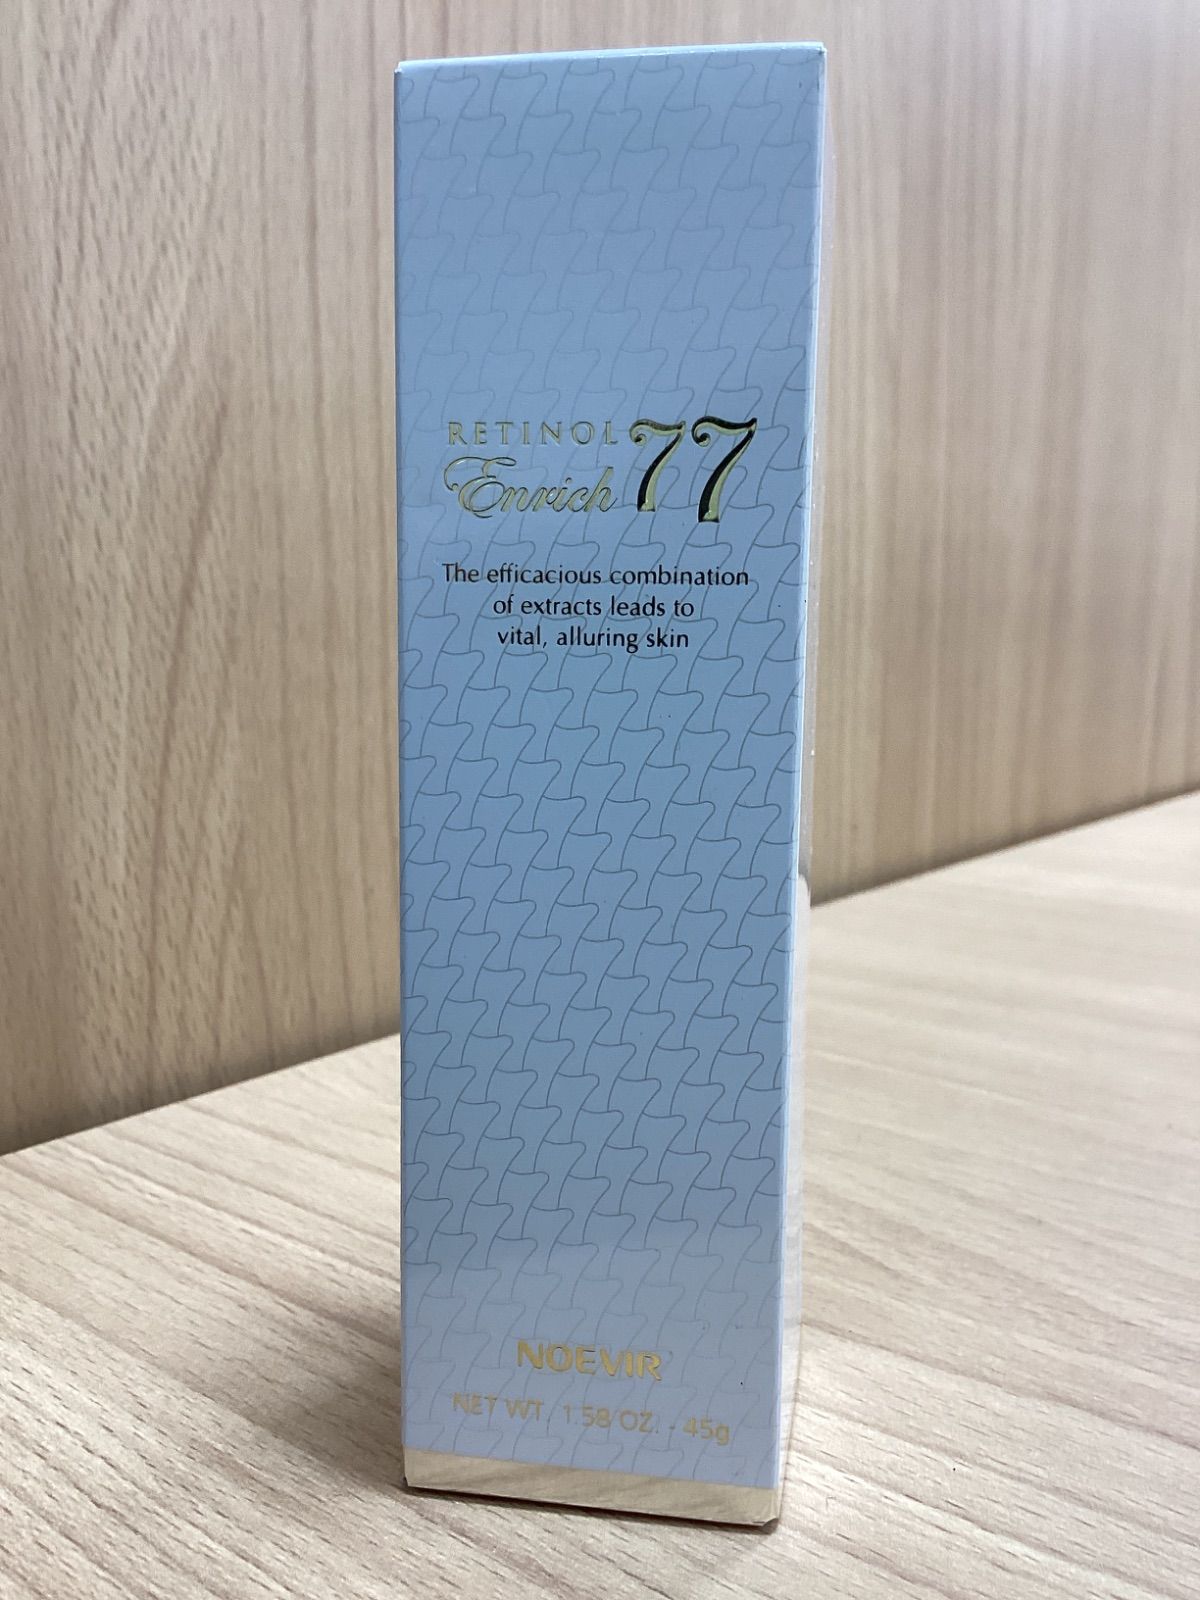 RETINOL
Enrich 77
The efficacious combination
of extracts leads to
vital, alluring skin
NOEVIR
NET WT. 1.58 OZ. - 45g